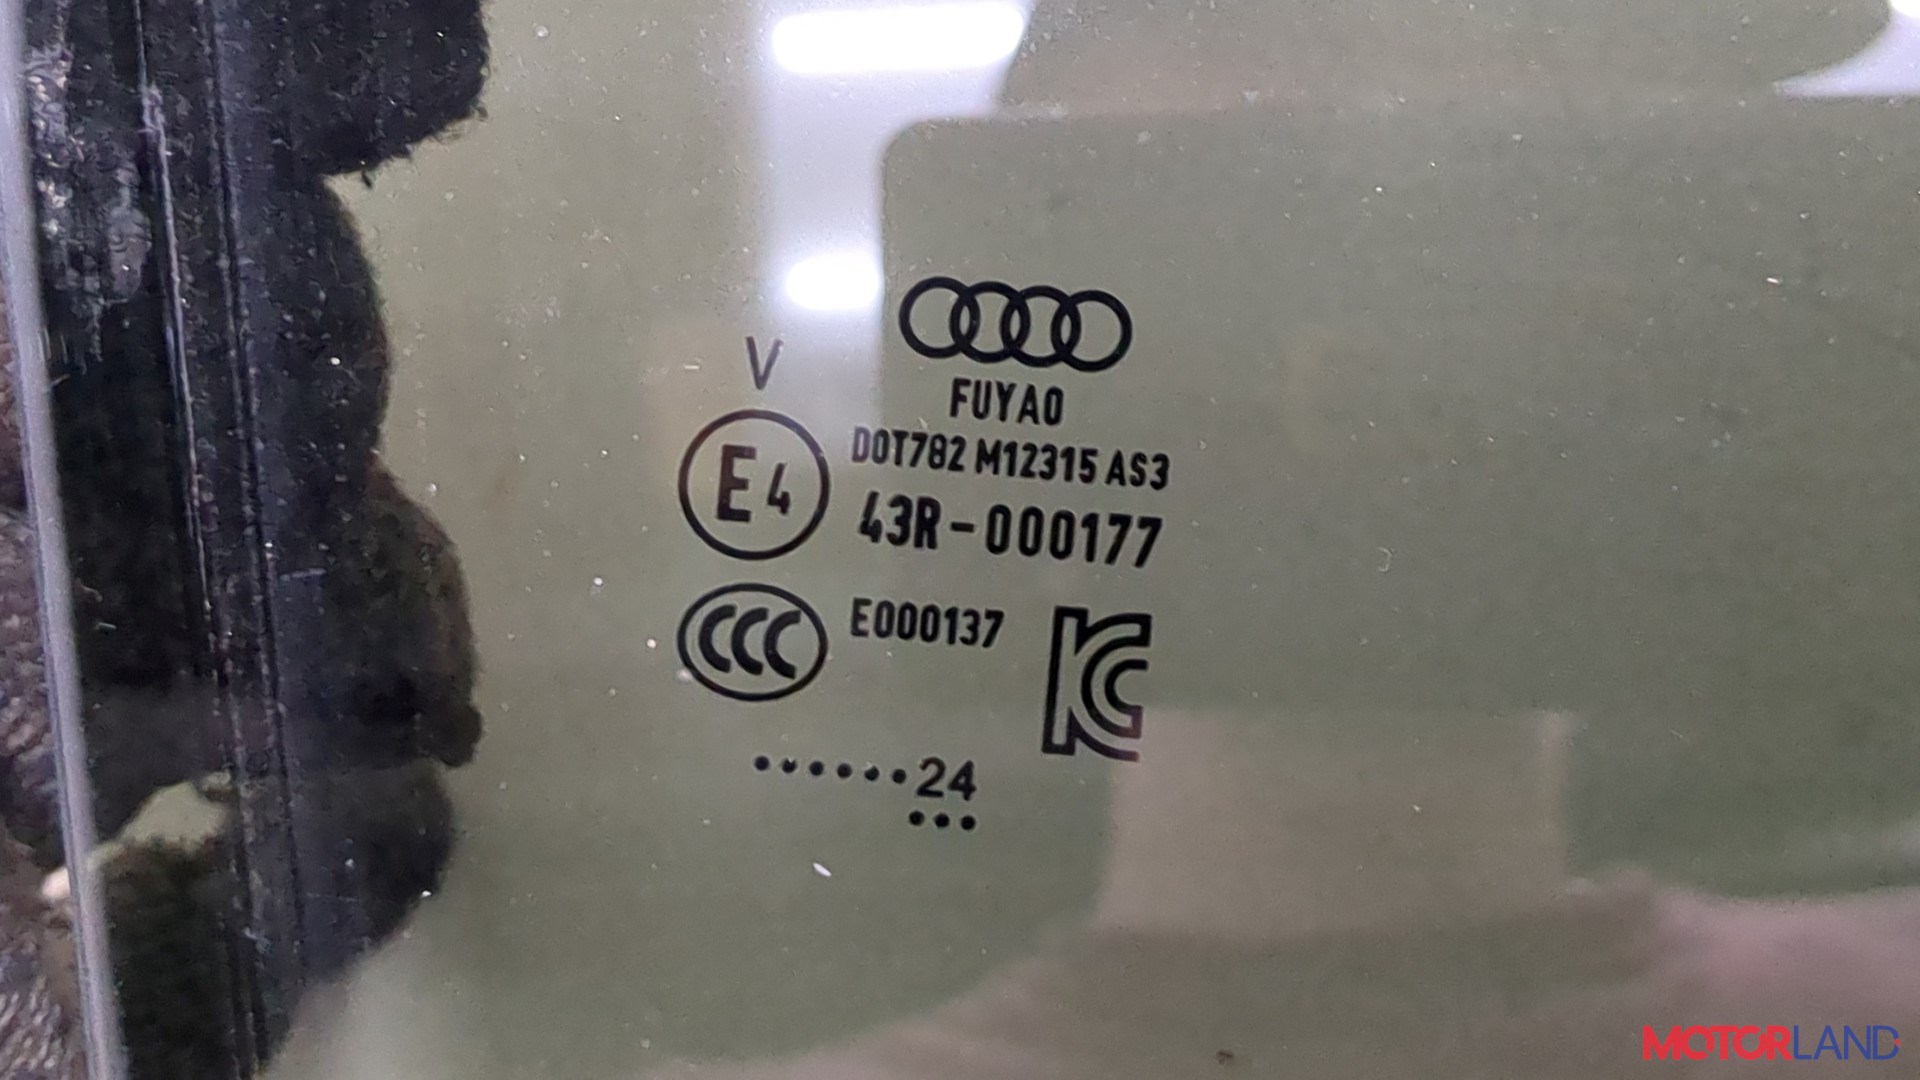 FUYAO
V
DOT782 M12315 AS3
E4
43R-000177
CCC E000137 KC
......24
...
MOTORLAND